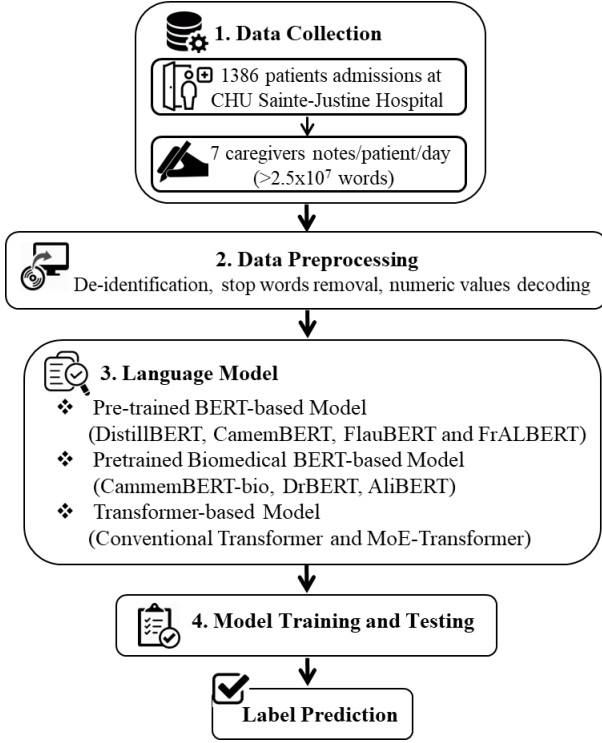 1. Data Collection
1386 patients admissions at
CHU Sainte-Justine Hospital
7 caregivers notes/patient/day
(>2.5x10⁷ words)
2. Data Preprocessing
De-identification, stop words removal, numeric values decoding
3. Language Model
❖ Pre-trained BERT-based Model
(DistillBERT, CamemBERT, FlauBERT and FrALBERT)
❖ Pretrained Biomedical BERT-based Model
(CammemBERT-bio, DrBERT, AliBERT)
❖ Transformer-based Model
(Conventional Transformer and MoE-Transformer)
4. Model Training and Testing
Label Prediction